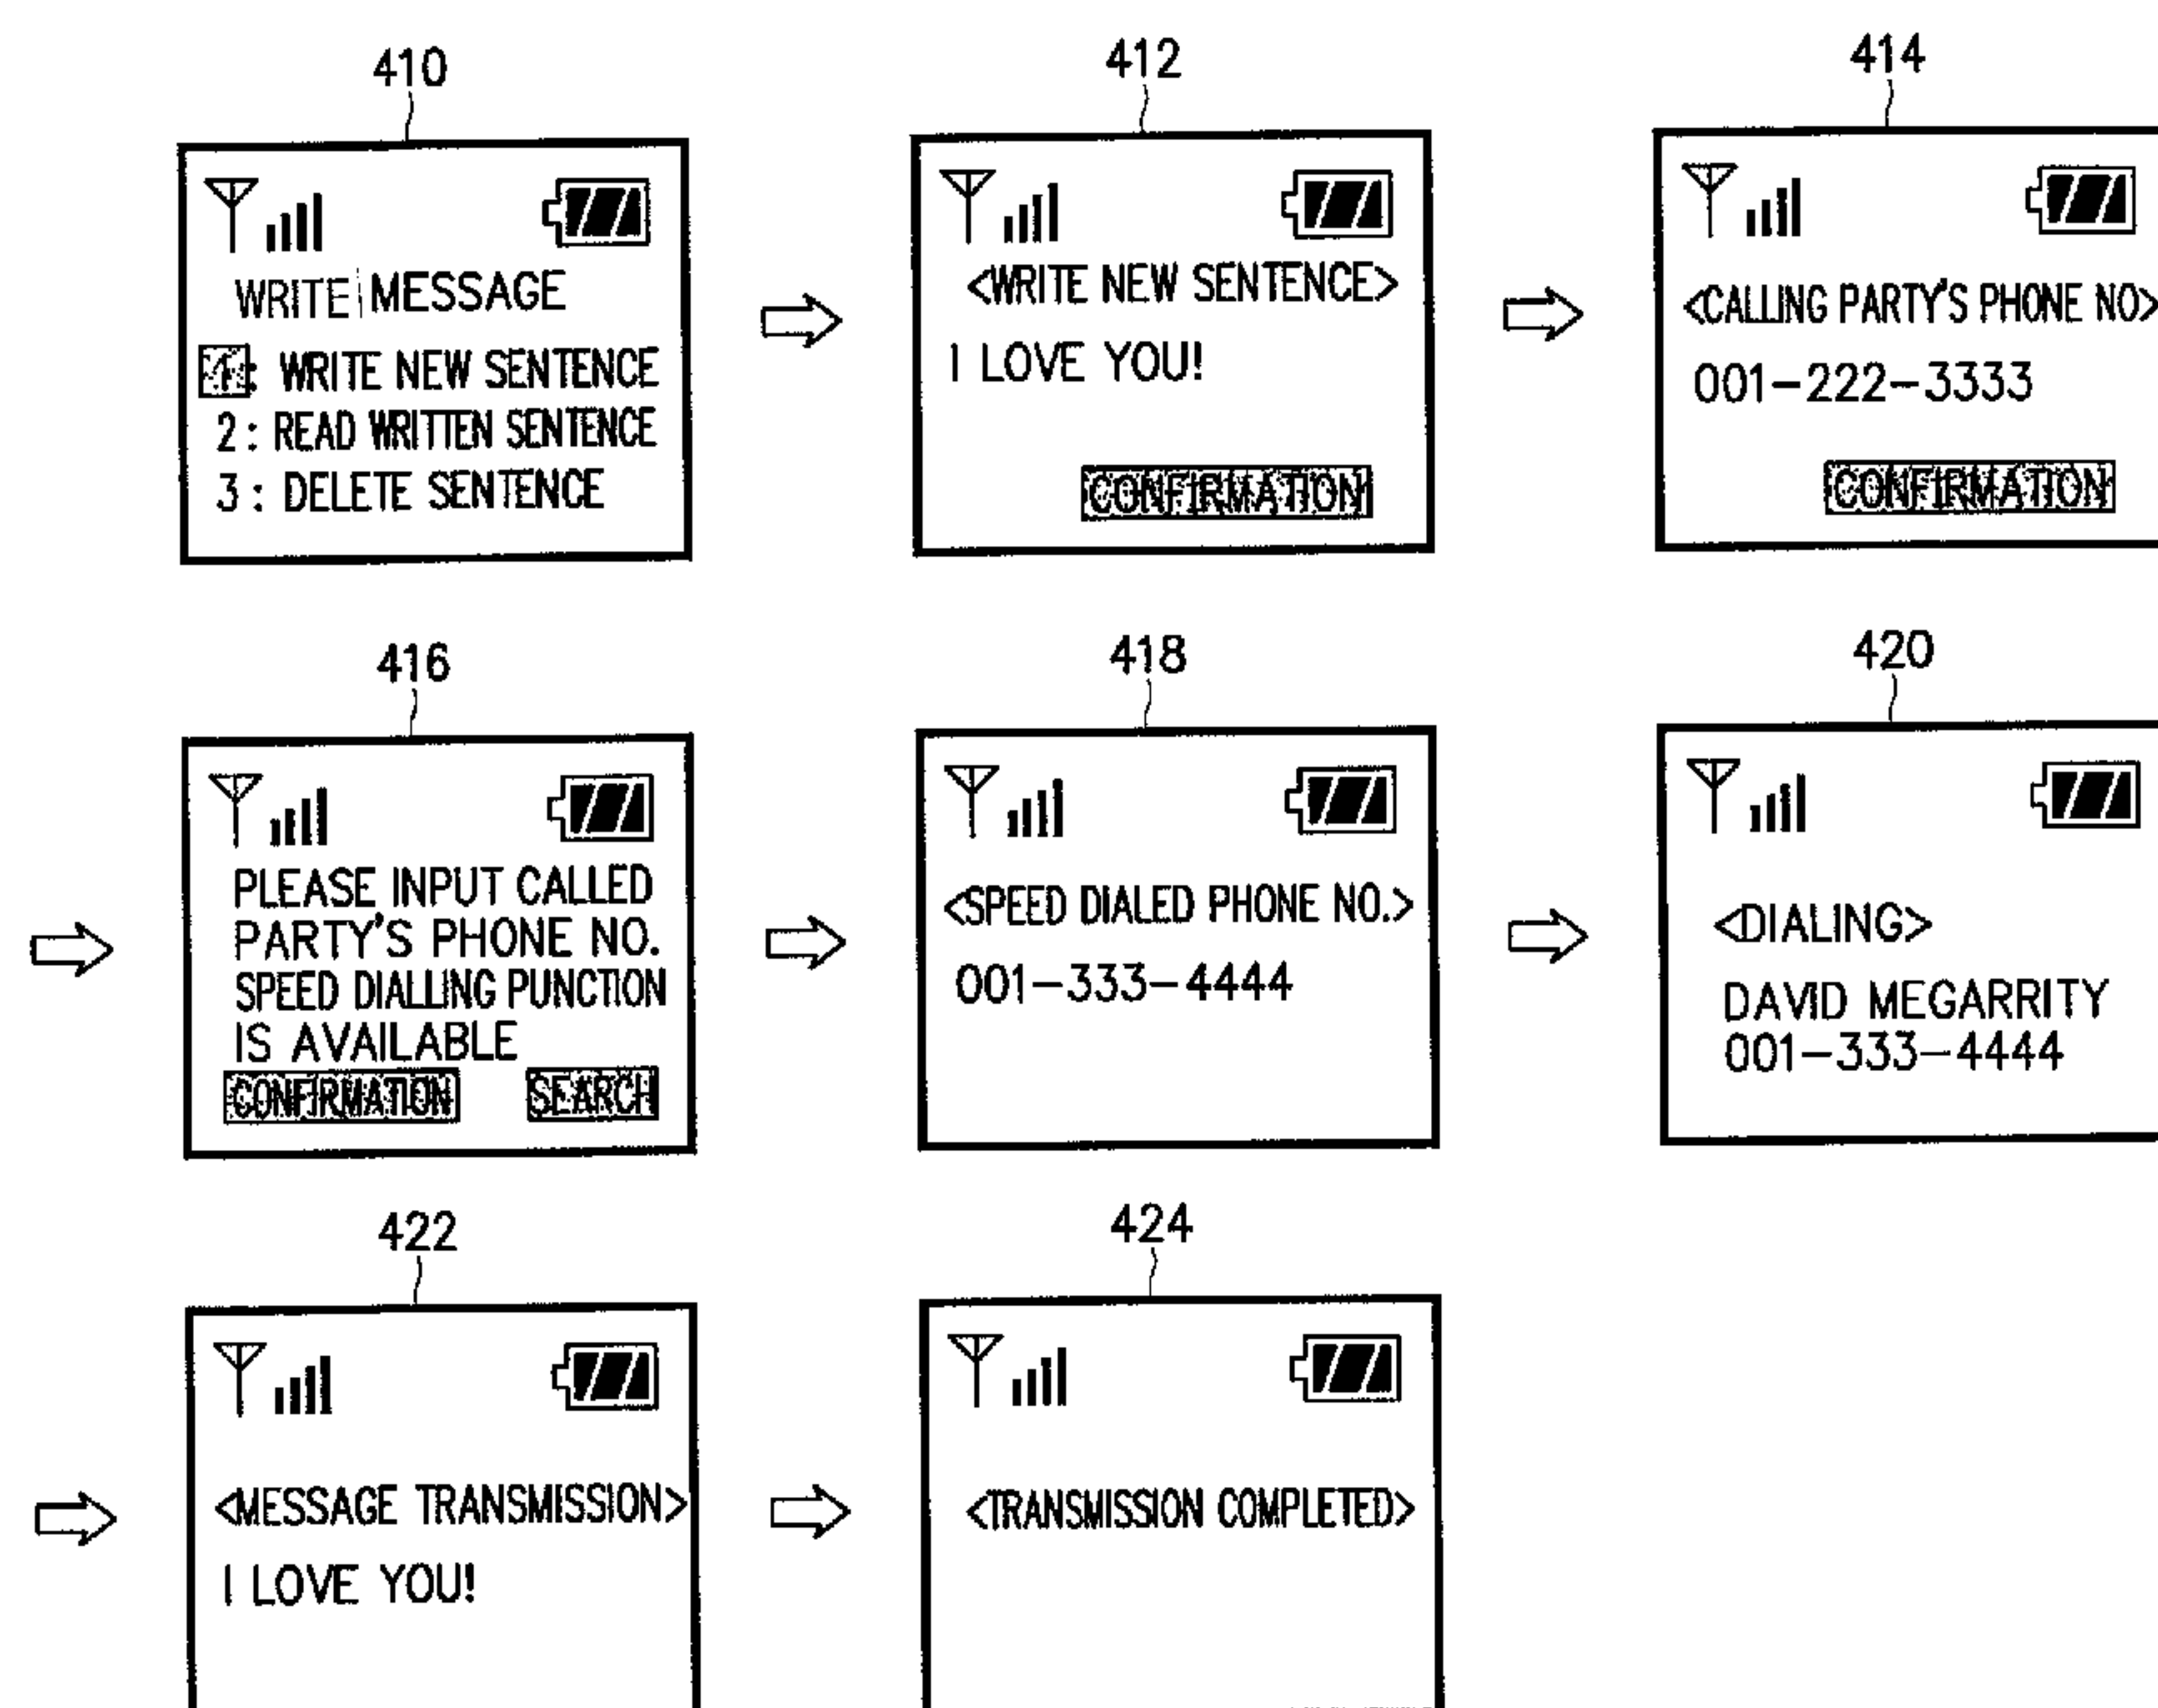 410
412
414
WRITE MESSAGE
1: WRITE NEW SENTENCE
2: READ WRITTEN SENTENCE
3: DELETE SENTENCE
<WRITE NEW SENTENCE>
I LOVE YOU!
CONFIRMATION
<CALLING PARTY'S PHONE NO>
001-222-3333
CONFIRMATION
416
418
420
PLEASE INPUT CALLED
PARTY'S PHONE NO.
SPEED DIALLING PUNCTION
IS AVAILABLE
CONFIRMATION SEARCH
<SPEED DIALED PHONE NO.>
001-333-4444
<DIALING>
DAVID MEGARRITY
001-333-4444
422
424
<MESSAGE TRANSMISSION>
I LOVE YOU!
<TRANSMISSION COMPLETED>